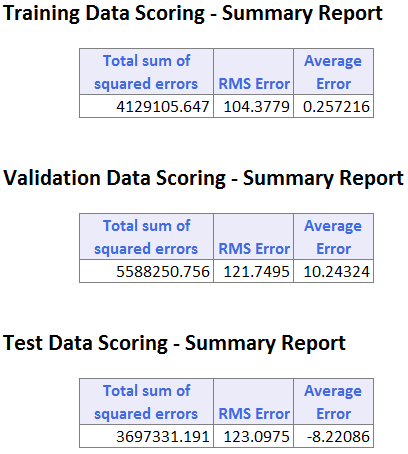 Training Data Scoring - Summary Report
Total sum of squared errors RMS Error Average Error
4129105.647 104.3779 0.257216
Validation Data Scoring - Summary Report
Total sum of squared errors RMS Error Average Error
5588250.756 121.7495 10.24324
Test Data Scoring - Summary Report
Total sum of squared errors RMS Error Average Error
3697331.191 123.0975 -8.22086